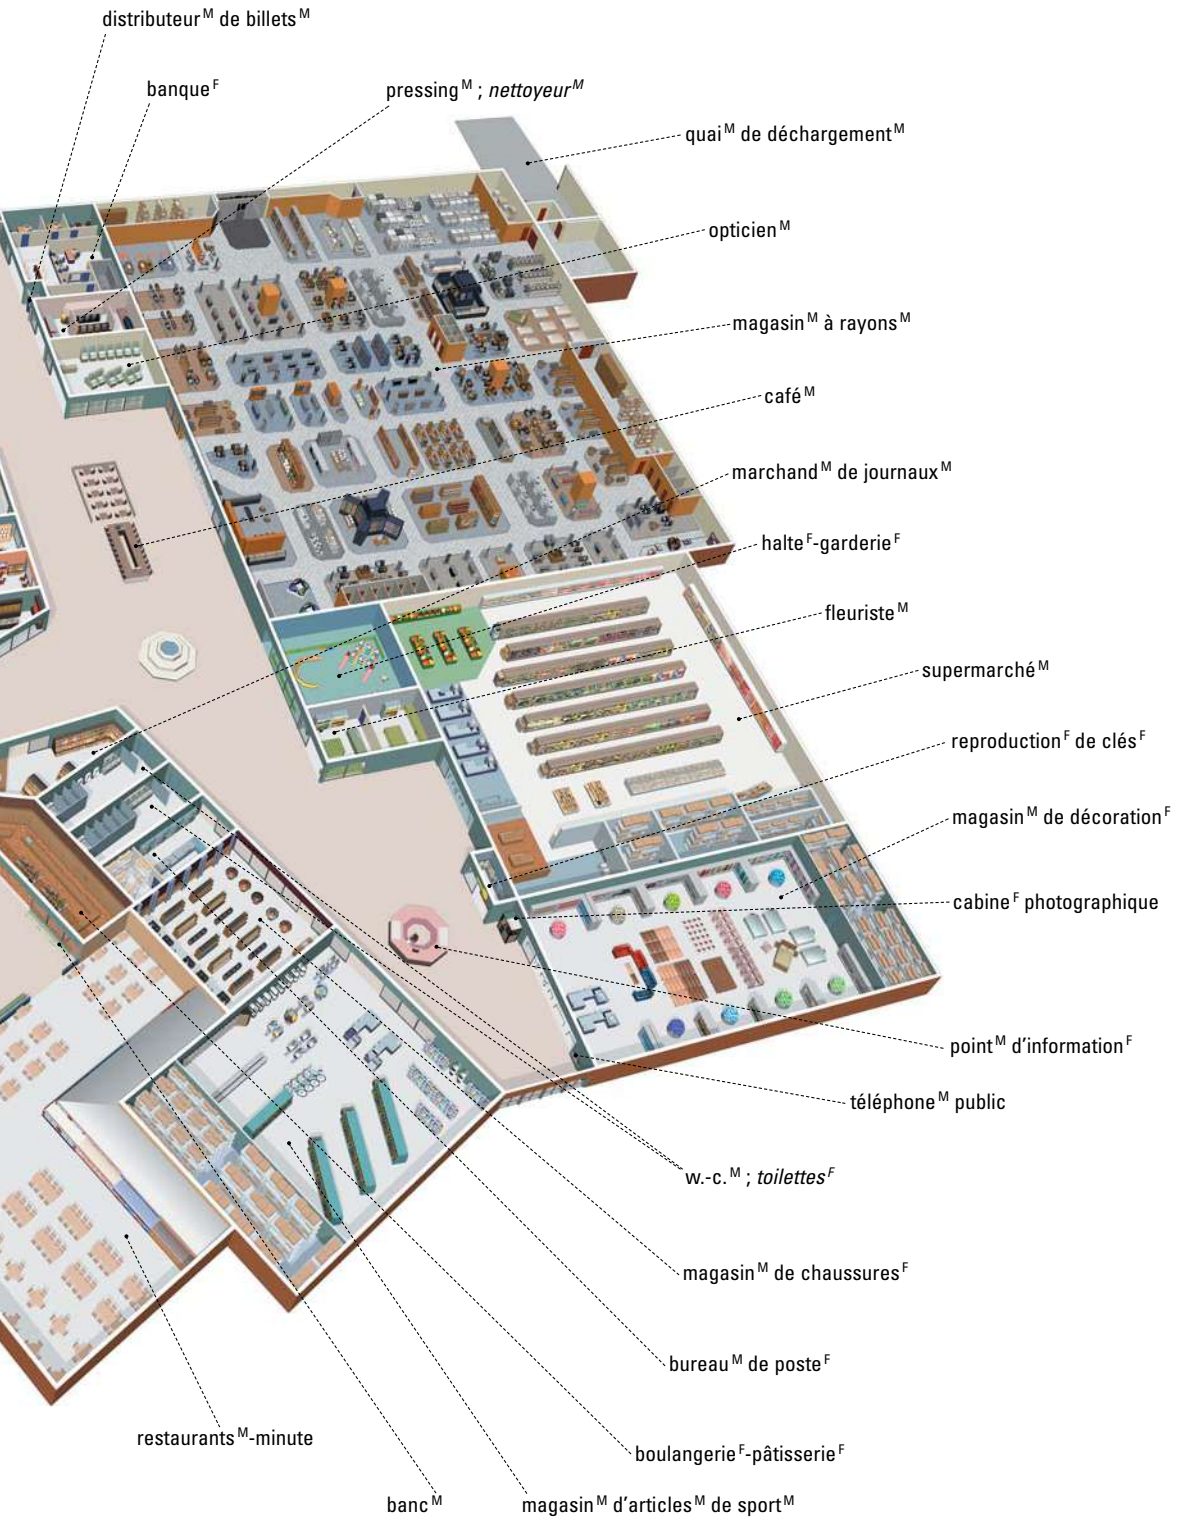 distributeurM de billetsM
banqueF
pressingM ; nettoyeurM
quaiM de déchargementM
opticienM
magasinM à rayonsM
caféM
marchandM de journauxM
halteF-garderieF
fleuristeM
supermarchéM
reproductionF de clésF
magasinM de décorationF
cabineF photographique
pointM d’informationF
téléphoneM public
w.-c.M ; toilettesF
magasinM de chaussuresF
bureauM de posteF
restaurantsM-minute
boulangerieF-pâtisserieF
bancM
magasinM d’articlesM de sportM